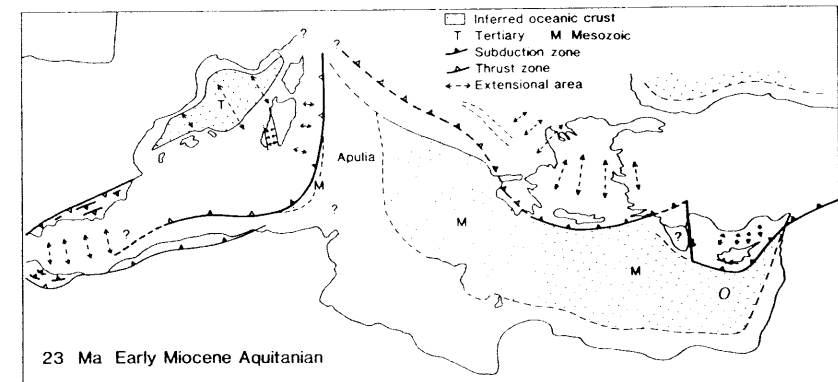 Inferred oceanic crust
T Tertiary M Mesozoic
Subduction zone
Thrust zone
Extensional area
?
?
T
Apulia
M
?
M
?
?
M
O
23 Ma Early Miocene Aquitanian